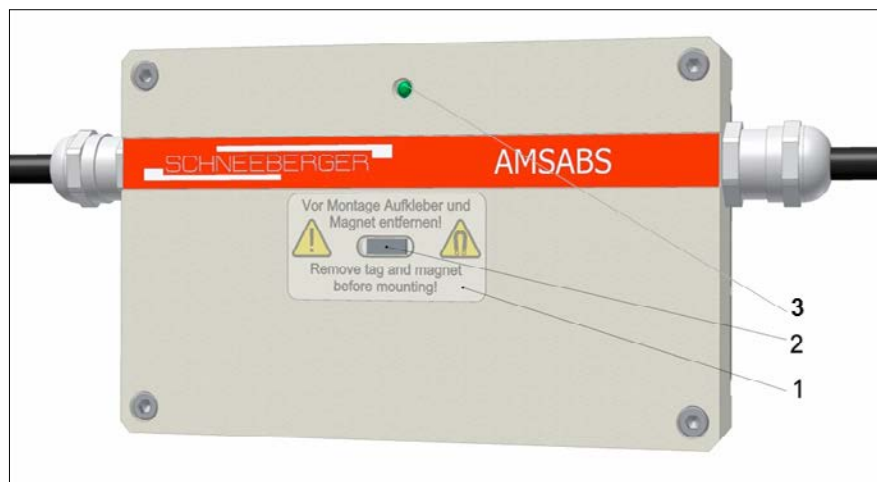 SCHNEEBERGER
AMSABS
Vor Montage Aufkleber und
Magnet entfernen!
Remove tag and magnet
before mounting!
3
2
1